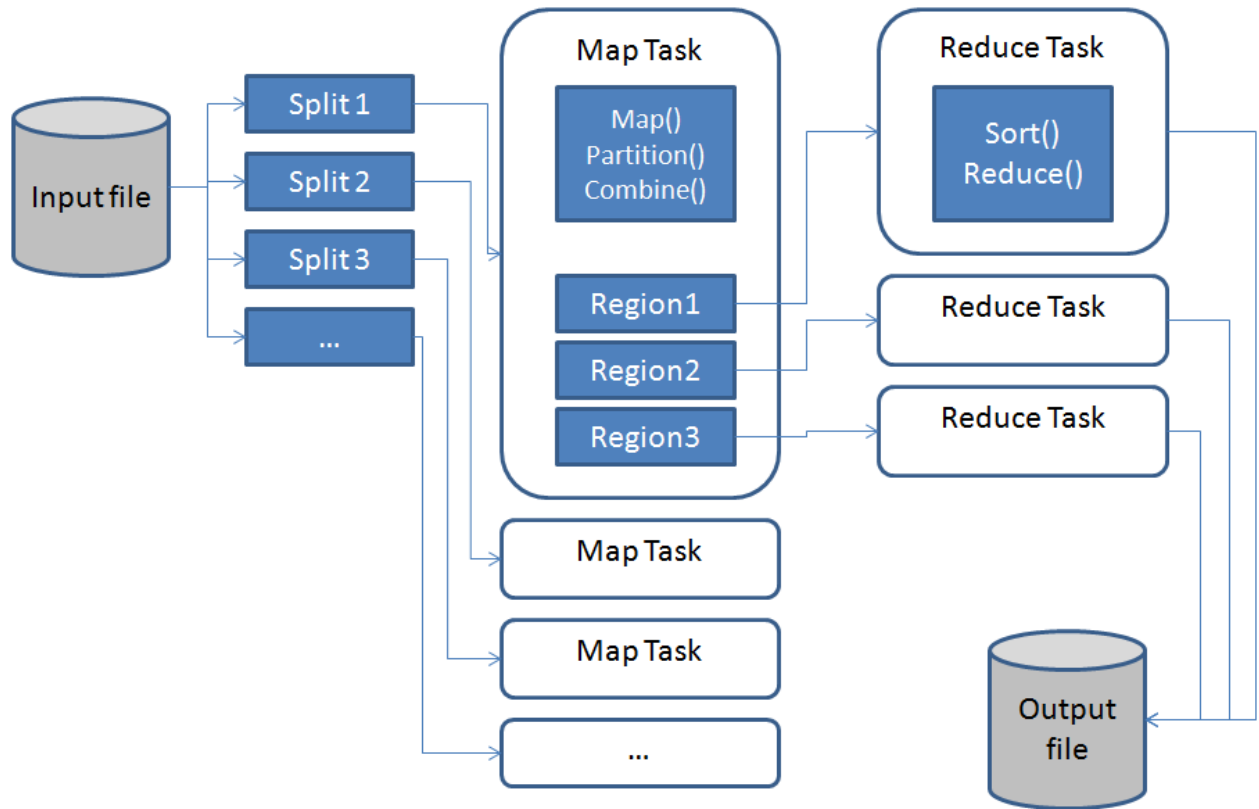 Input file
Split 1
Split 2
Split 3
...
Map Task
Map()
Partition()
Combine()
Region1
Region2
Region3
Map Task
Map Task
...
Reduce Task
Sort()
Reduce()
Reduce Task
Reduce Task
Output
file